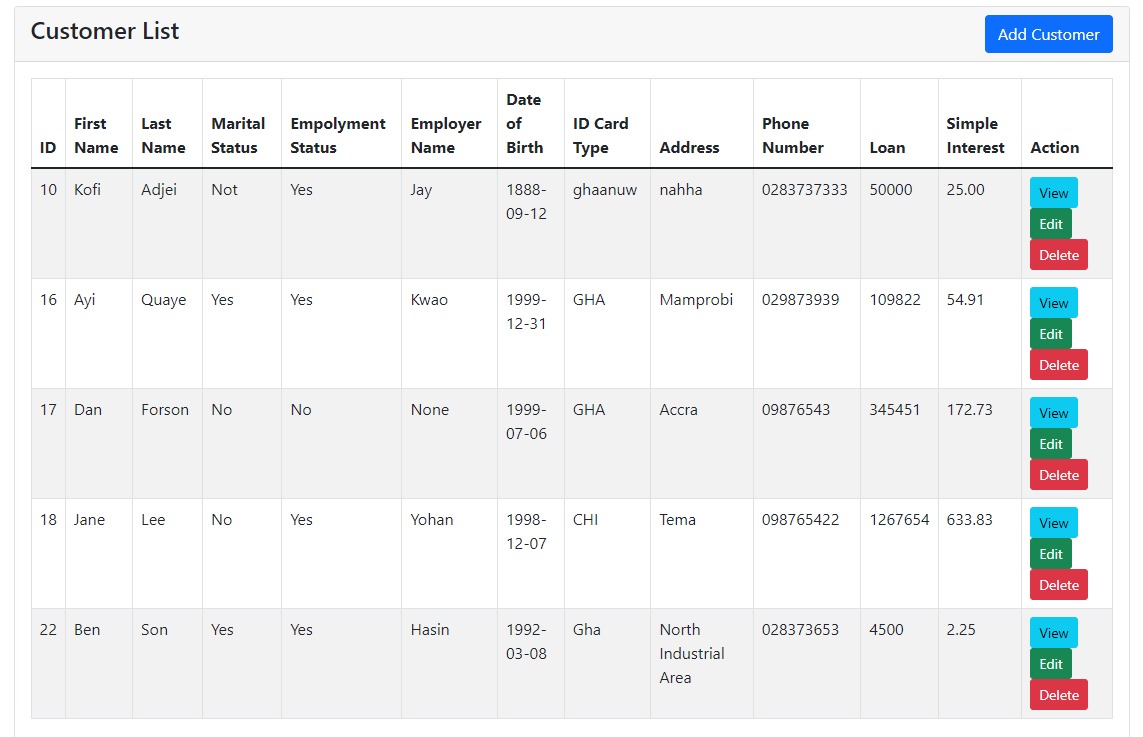 Customer List
Add Customer
ID First Name Last Name Marital Status Empolyment Status Employer Name Date of Birth ID Card Type Address Phone Number Loan Simple Interest Action
10 Kofi Adjei Not Yes Jay 1888-09-12 ghaanuw nahha 0283737333 50000 25.00 View Edit Delete
16 Ayi Quaye Yes Yes Kwao 1999-12-31 GHA Mamprobi 029873939 109822 54.91 View Edit Delete
17 Dan Forson No No None 1999-07-06 GHA Accra 09876543 345451 172.73 View Edit Delete
18 Jane Lee No Yes Yohan 1998-12-07 CHI Tema 098765422 1267654 633.83 View Edit Delete
22 Ben Son Yes Yes Hasin 1992-03-08 Gha North Industrial Area 028373653 4500 2.25 View Edit Delete